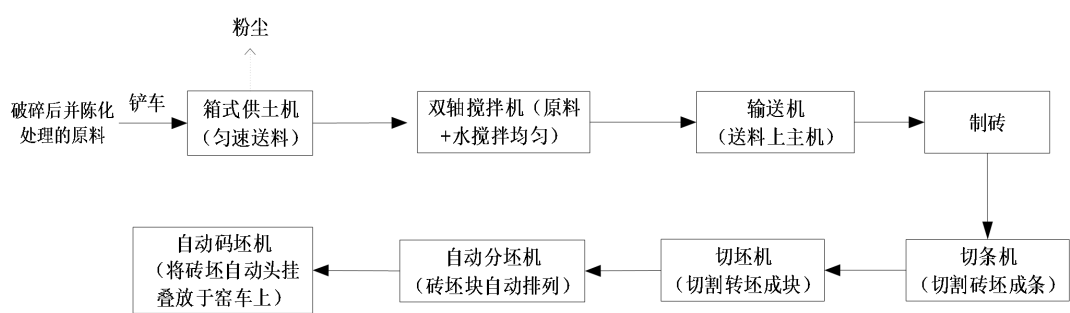 粉尘
破碎后并陈化
处理的原料
铲车
箱式供土机
（匀速送料）
双轴搅拌机（原料
+水搅拌均匀）
输送机
（送料上主机）
制砖
自动码坯机
（将砖坯自动头挂
叠放于窑车上）
自动分坯机
（砖坯块自动排列）
切坯机
（切割转坯成块）
切条机
（切割砖坯成条）